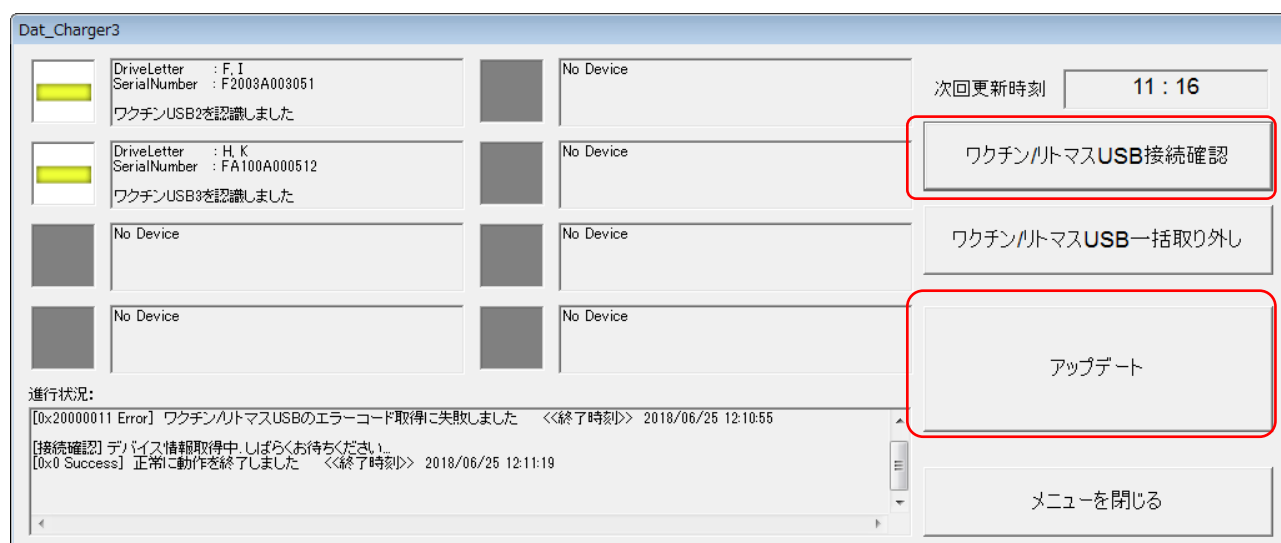 Dat_Charger3
DriveLetter : F, I
SerialNumber : F2003A003051
ワクチンUSB2を認識しました
No Device
次回更新時刻 11：16
DriveLetter : H, K
SerialNumber : FA100A000512
ワクチンUSB3を認識しました
No Device
ワクチン/リトマスUSB接続確認
No Device
No Device
ワクチン/リトマスUSB一括取り外し
No Device
No Device
アップデート
進行状況:
[0x20000011 Error] ワクチン/リトマスUSBのエラーコード取得に失敗しました <<終了時刻>> 2018/06/25 12:10:55
[接続確認] デバイス情報取得中. しばらくお待ちください...
[0x0 Success] 正常に動作を終了しました <<終了時刻>> 2018/06/25 12:11:19
メニューを閉じる